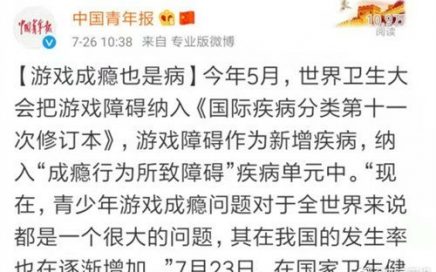 中国青年报
中国青年报
7-26 10:38 来自 专业版微博
10.9万
阅读
【游戏成瘾也是病】今年5月，世界卫生大
会把游戏障碍纳入《国际疾病分类第十一
次修订本》，游戏障碍作为新增疾病，纳
入“成瘾行为所致障碍”疾病单元中。“现
在，青少年游戏成瘾问题对于全世界来说
都是一个很大的问题，其在我国的发生率
也在逐渐增加。”7月23日，在国家卫生健